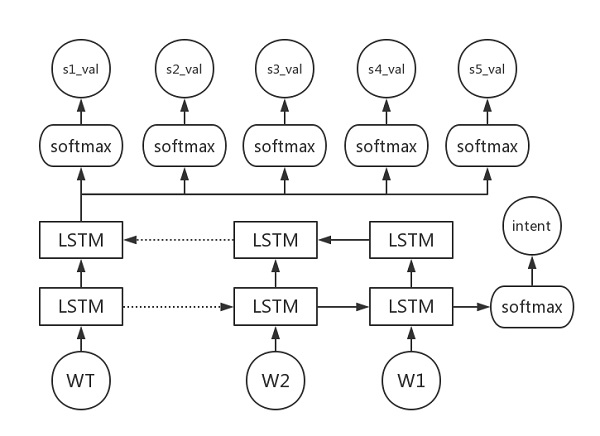 s1_val s2_val s3_val s4_val s5_val
softmax softmax softmax softmax softmax
intent
LSTM LSTM LSTM
LSTM LSTM LSTM softmax
WT W2 W1